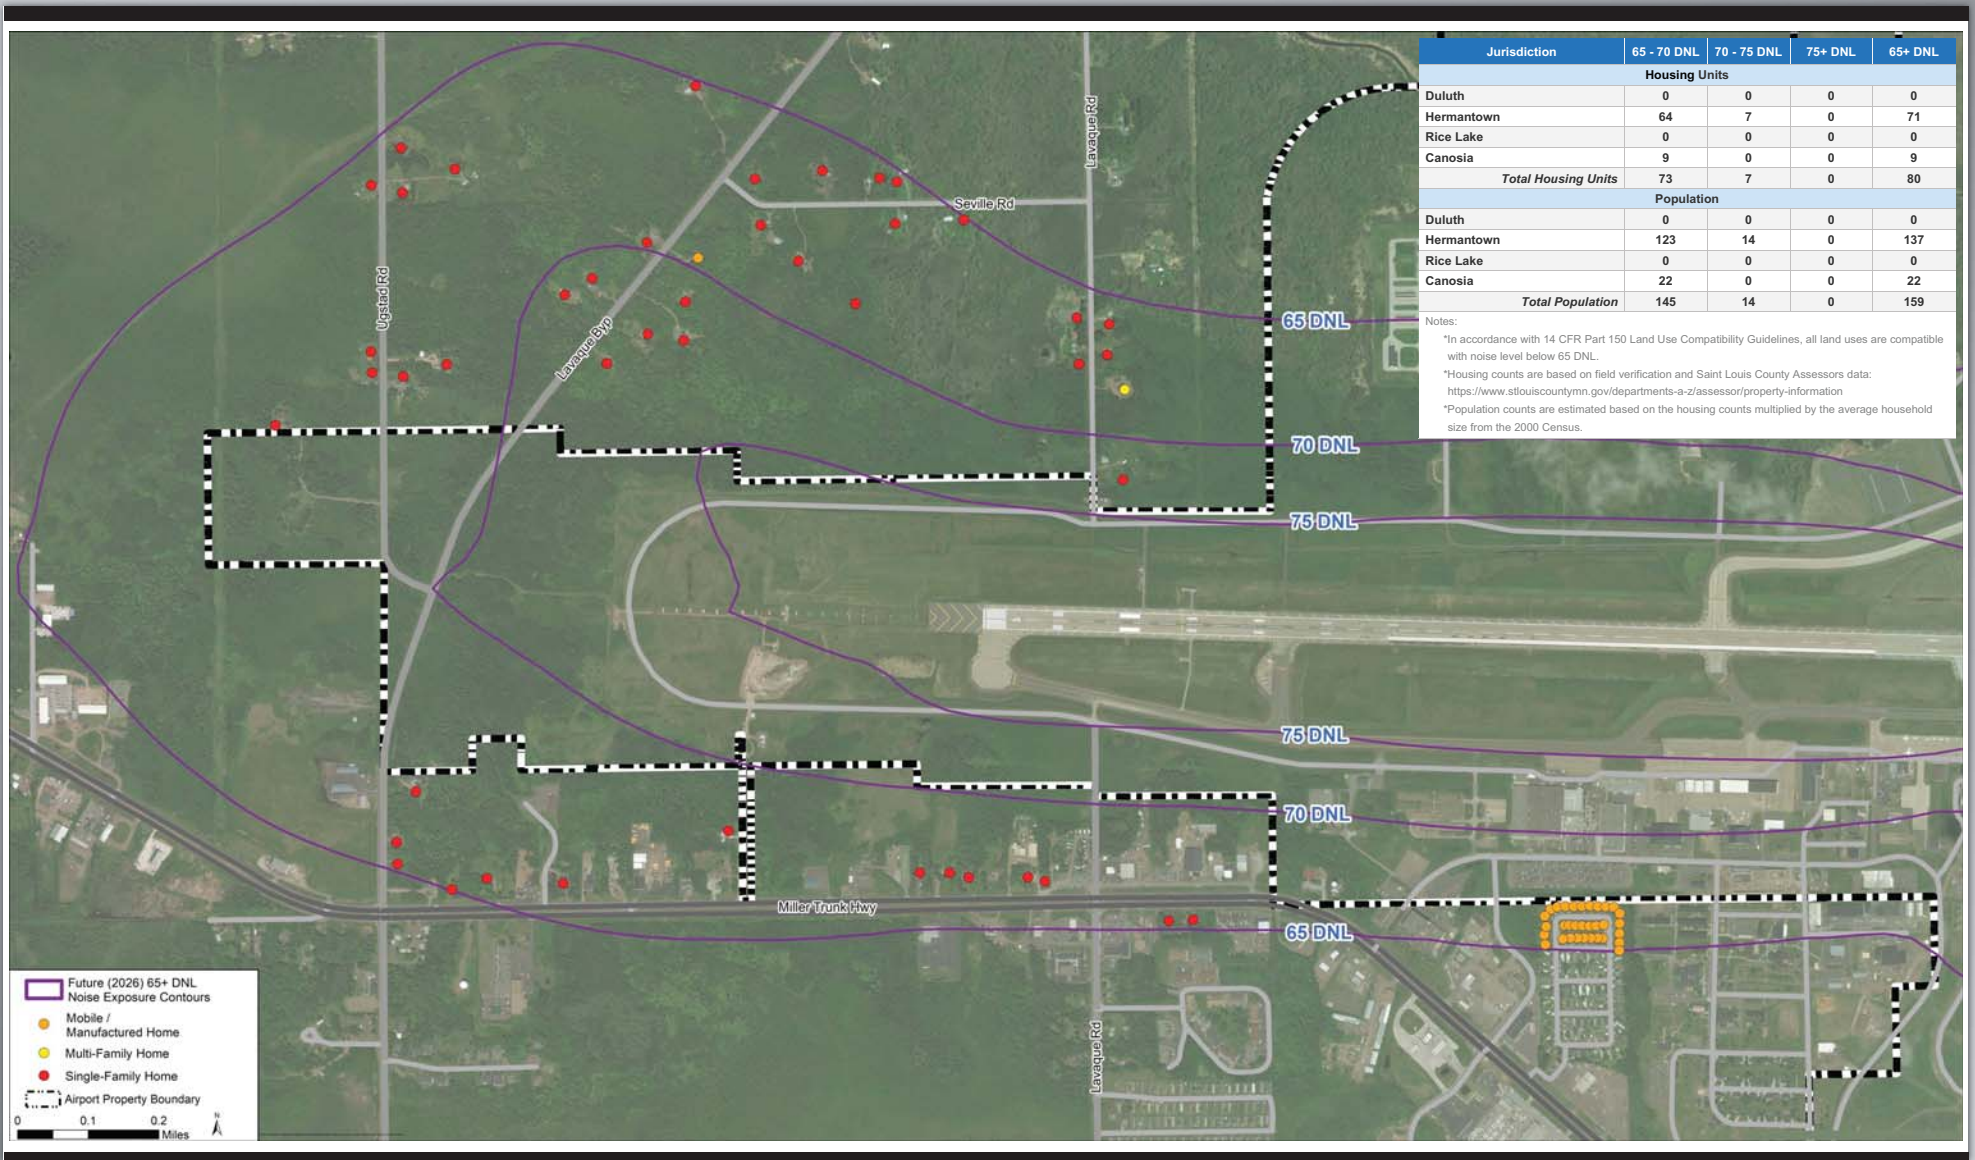 Jurisdiction 65 - 70 DNL 70 - 75 DNL 75+ DNL 65+ DNL
Housing Units
Duluth 0 0 0 0
Hermantown 64 7 0 71
Rice Lake 0 0 0 0
Canosia 9 0 0 9
Total Housing Units 73 7 0 80
Population
Duluth 0 0 0 0
Hermantown 123 14 0 137
Rice Lake 0 0 0 0
Canosia 22 0 0 22
Total Population 145 14 0 159
Notes:
*In accordance with 14 CFR Part 150 Land Use Compatibility Guidelines, all land uses are compatible
with noise level below 65 DNL.
*Housing counts are based on field verification and Saint Louis County Assessors data:
https://www.stlouiscountymn.gov/departments-a-z/assessor/property-information
*Population counts are estimated based on the housing counts multiplied by the average household
size from the 2000 Census.
Lavaque Rd
Seville Rd
Ugstad Rd
Lavaque Byp
65 DNL
70 DNL
75 DNL
75 DNL
70 DNL
Miller Trunk Hwy
65 DNL
Lavaque Rd
Future (2026) 65+ DNL
Noise Exposure Contours
Mobile /
Manufactured Home
Multi-Family Home
Single-Family Home
Airport Property Boundary
0 0.1 0.2
Miles
N